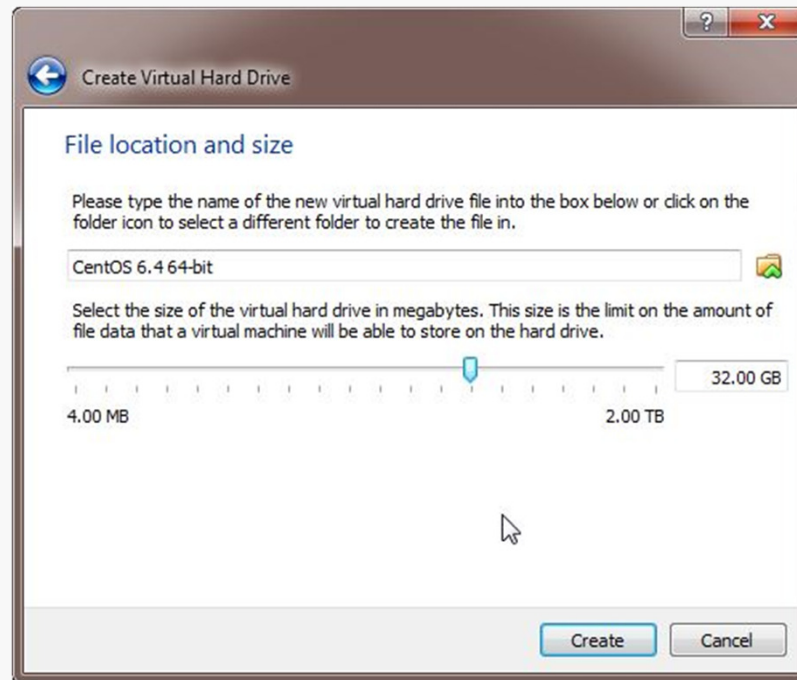 ?
Create Virtual Hard Drive
File location and size
Please type the name of the new virtual hard drive file into the box below or click on the
folder icon to select a different folder to create the file in.
CentOS 6.4 64-bit
Select the size of the virtual hard drive in megabytes. This size is the limit on the amount of
file data that a virtual machine will be able to store on the hard drive.
32.00 GB
4.00 MB 2.00 TB
Create Cancel